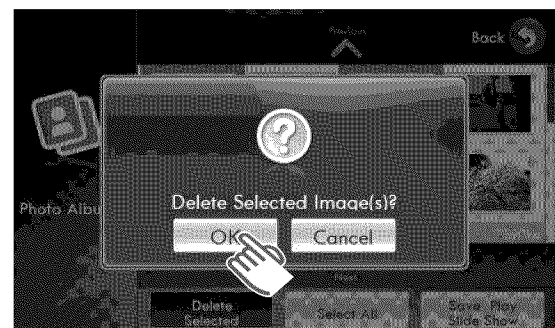 Previous
Back
Photo Albu
Delete Selected Image(s)?
OK
Cancel
Next
Delete
Selected
Select All
Save Play
Slide Show